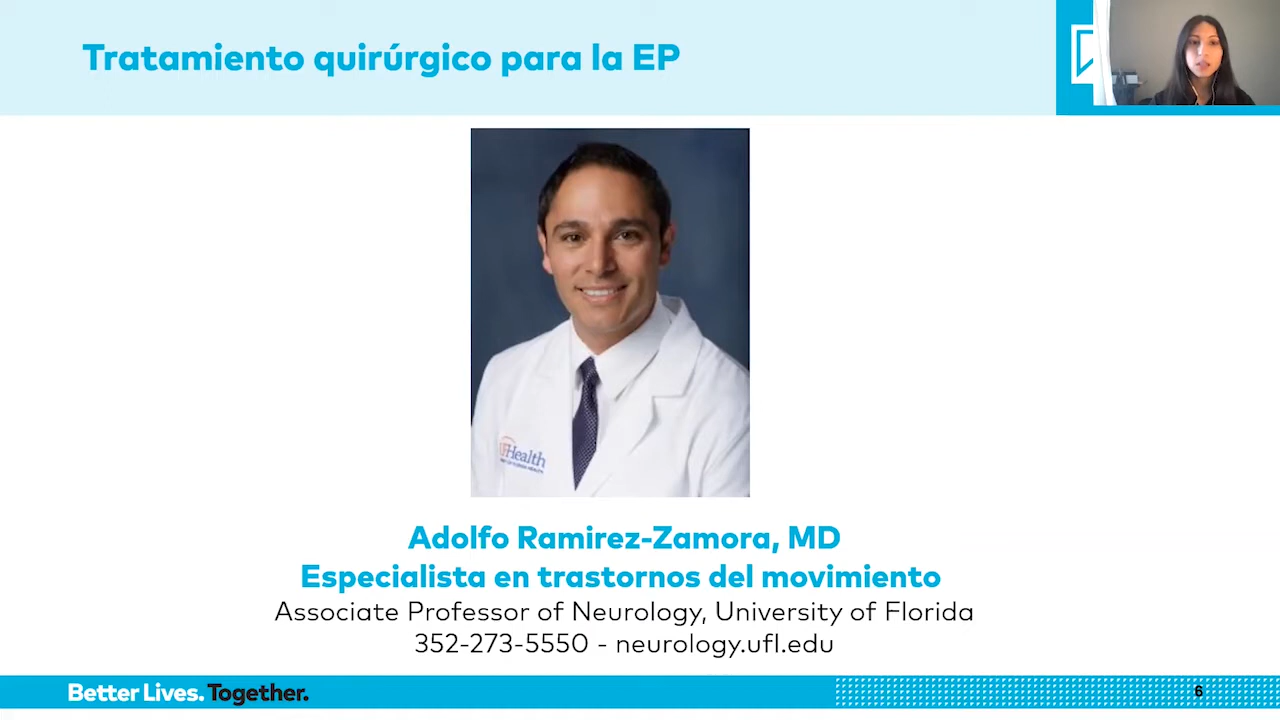 Tratamiento quirúrgico para la EP
UFHealth
Adolfo Ramirez-Zamora, MD
Especialista en trastornos del movimiento
Associate Professor of Neurology, University of Florida
352-273-5550 - neurology.ufl.edu
Better Lives. Together.
6